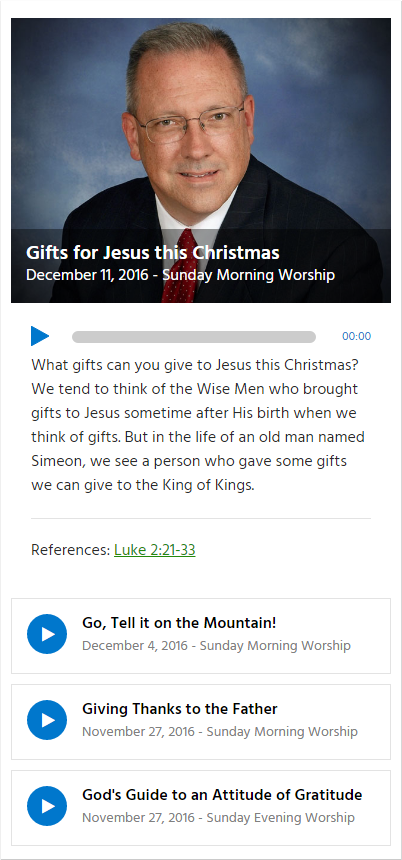 Gifts for Jesus this Christmas
December 11, 2016 - Sunday Morning Worship
00:00
What gifts can you give to Jesus this Christmas?
We tend to think of the Wise Men who brought
gifts to Jesus sometime after His birth when we
think of gifts. But in the life of an old man named
Simeon, we see a person who gave some gifts
we can give to the King of Kings.
References: Luke 2:21-33
Go, Tell it on the Mountain!
December 4, 2016 - Sunday Morning Worship
Giving Thanks to the Father
November 27, 2016 - Sunday Morning Worship
God's Guide to an Attitude of Gratitude
November 27, 2016 - Sunday Evening Worship